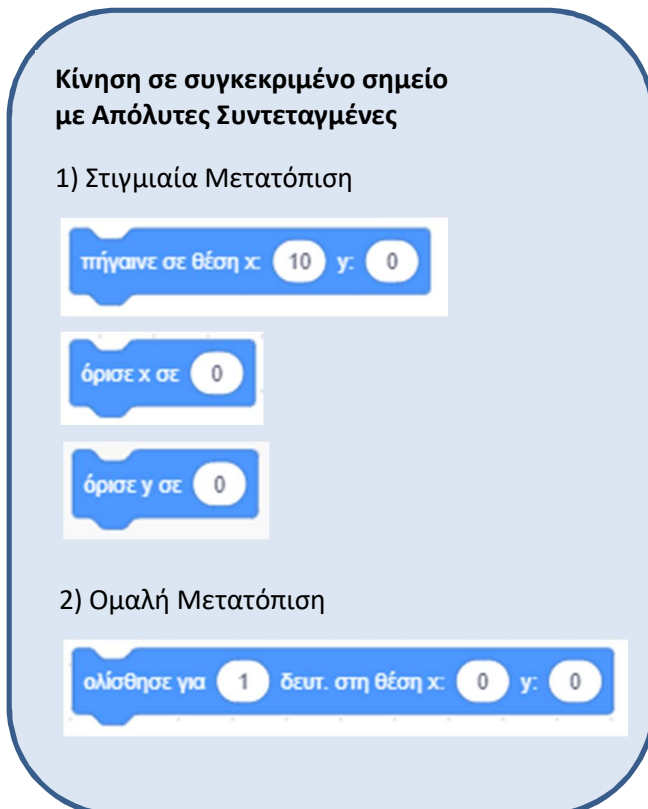 Κίνηση σε συγκεκριμένο σημείο
με Απόλυτες Συντεταγμένες
1) Στιγμιαία Μετατόπιση
πήγαινε σε θέση x: 10 y: 0
όρισε x σε 0
όρισε y σε 0
2) Ομαλή Μετατόπιση
ολίσθησε για 1 δευτ. στη θέση x: 0 y: 0